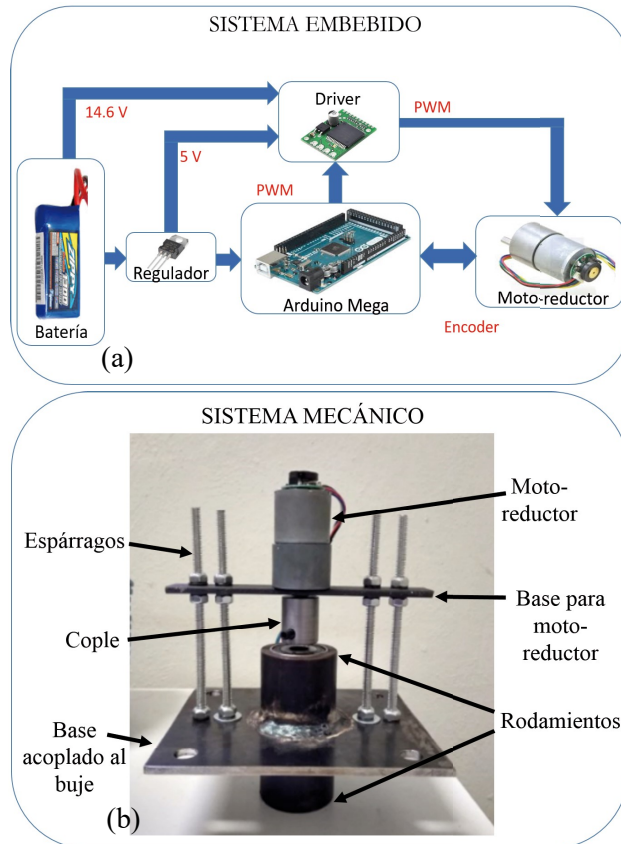 SISTEMA EMBEBIDO
14.6 V
Driver
PWM
5 V
PWM
Regulador
Batería
Arduino Mega
Moto-reductor
Encoder
(a)
SISTEMA MECÁNICO
Moto-
reductor
Espárragos
Base para
moto-
reductor
Cople
Rodamientos
Base
acoplado al
buje
(b)